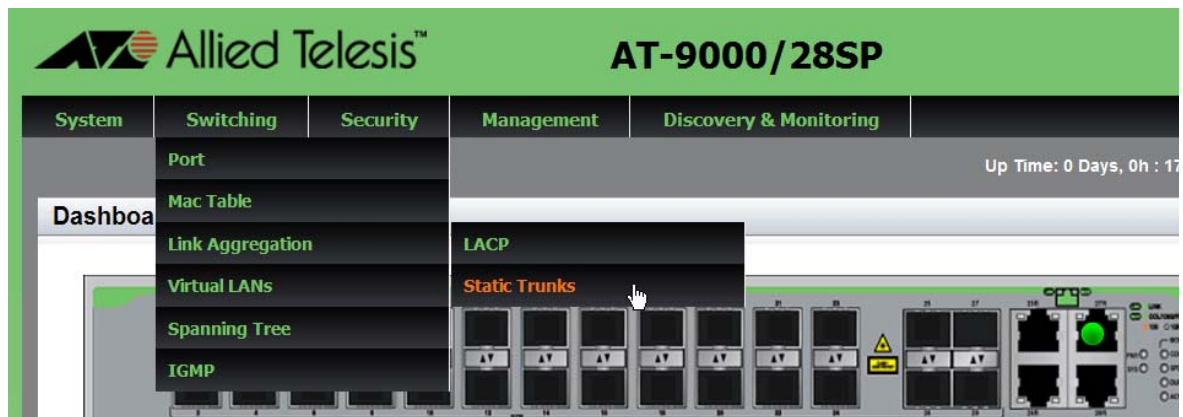 Allied Telesis™
AT-9000/28SP
System Switching Security Management Discovery & Monitoring
Port
Up Time: 0 Days, 0h : 17
Mac Table
Dashboa
Link Aggregation LACP
Virtual LANs Static Trunks
Spanning Tree
IGMP